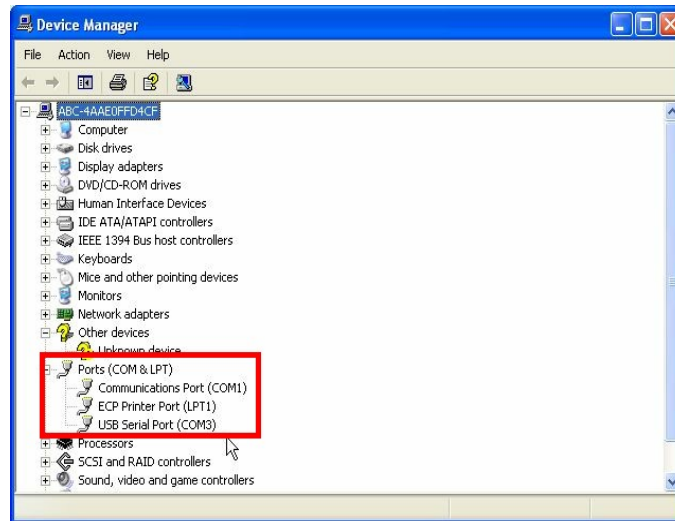 Device Manager
File Action View Help
ABC-4AAE0FFD4CF
Computer
Disk drives
Display adapters
DVD/CD-ROM drives
Human Interface Devices
IDE ATA/ATAPI controllers
IEEE 1394 Bus host controllers
Keyboards
Mice and other pointing devices
Monitors
Network adapters
Other devices
Unknown device
Ports (COM & LPT)
Communications Port (COM1)
ECP Printer Port (LPT1)
USB Serial Port (COM3)
Processors
SCSI and RAID controllers
Sound, video and game controllers